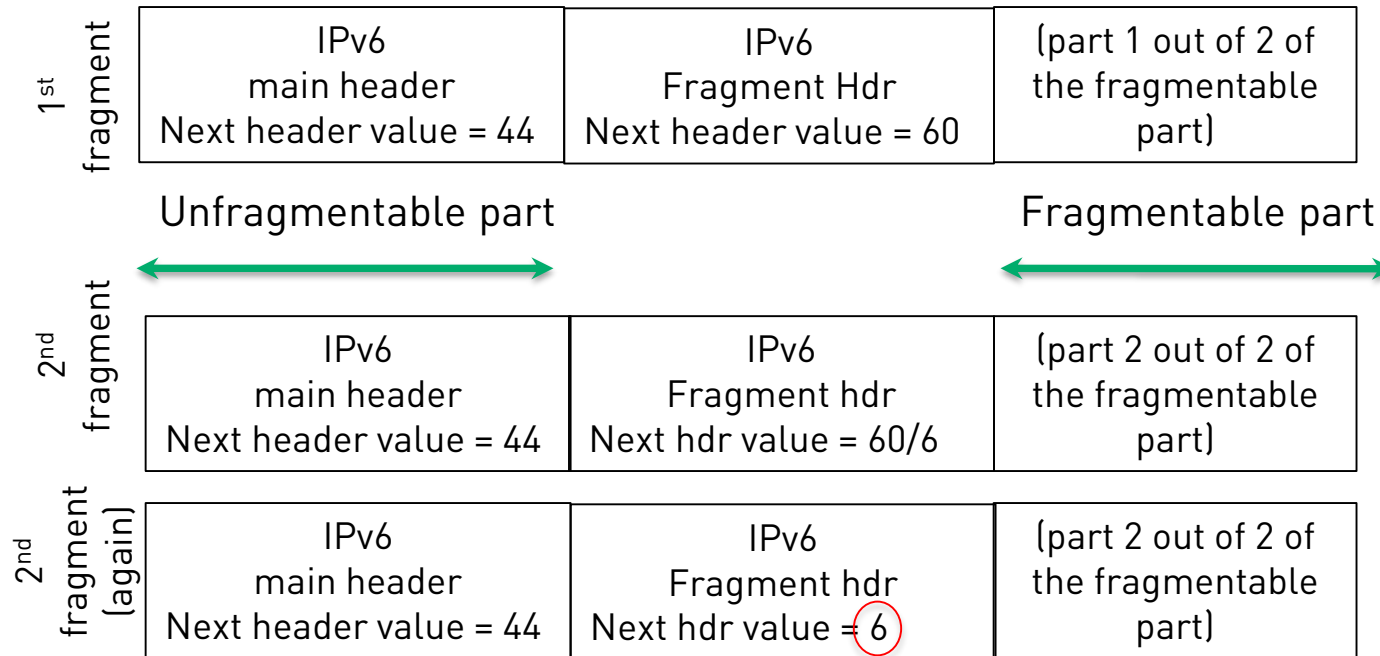 1st
fragment
IPv6
main header
Next header value = 44
IPv6
Fragment Hdr
Next header value = 60
(part 1 out of 2 of
the fragmentable
part)
Unfragmentable part
Fragmentable part
2nd
fragment
IPv6
main header
Next header value = 44
IPv6
Fragment hdr
Next hdr value = 60/6
(part 2 out of 2 of
the fragmentable
part)
2nd
fragment
(again)
IPv6
main header
Next header value = 44
IPv6
Fragment hdr
Next hdr value = 6
(part 2 out of 2 of
the fragmentable
part)